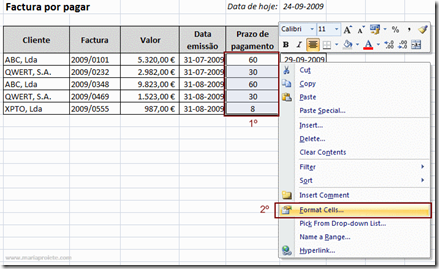 Factura por pagar Data de hoje: 24-09-2009
Calibri 11
Cliente Factura Valor Data emissão Prazo de pagamento
ABC, Lda 2009/0101 5.320,00 € 31-07-2009 60 29-09-2009
QWERT, S.A. 2009/0232 2.982,00 € 31-07-2009 30
ABC, Lda 2009/0348 9.823,00 € 31-08-2009 60
QWERT, S.A. 2009/0469 1.523,00 € 31-08-2009 30
XPTO, Lda 2009/0555 987,00 € 31-08-2009 8
1º
Cut
Copy
Paste
Paste Special...
Insert...
Delete...
Clear Contents
Filter
Sort
Insert Comment
2º Format Cells...
Pick From Drop-down List...
Name a Range...
Hyperlink...